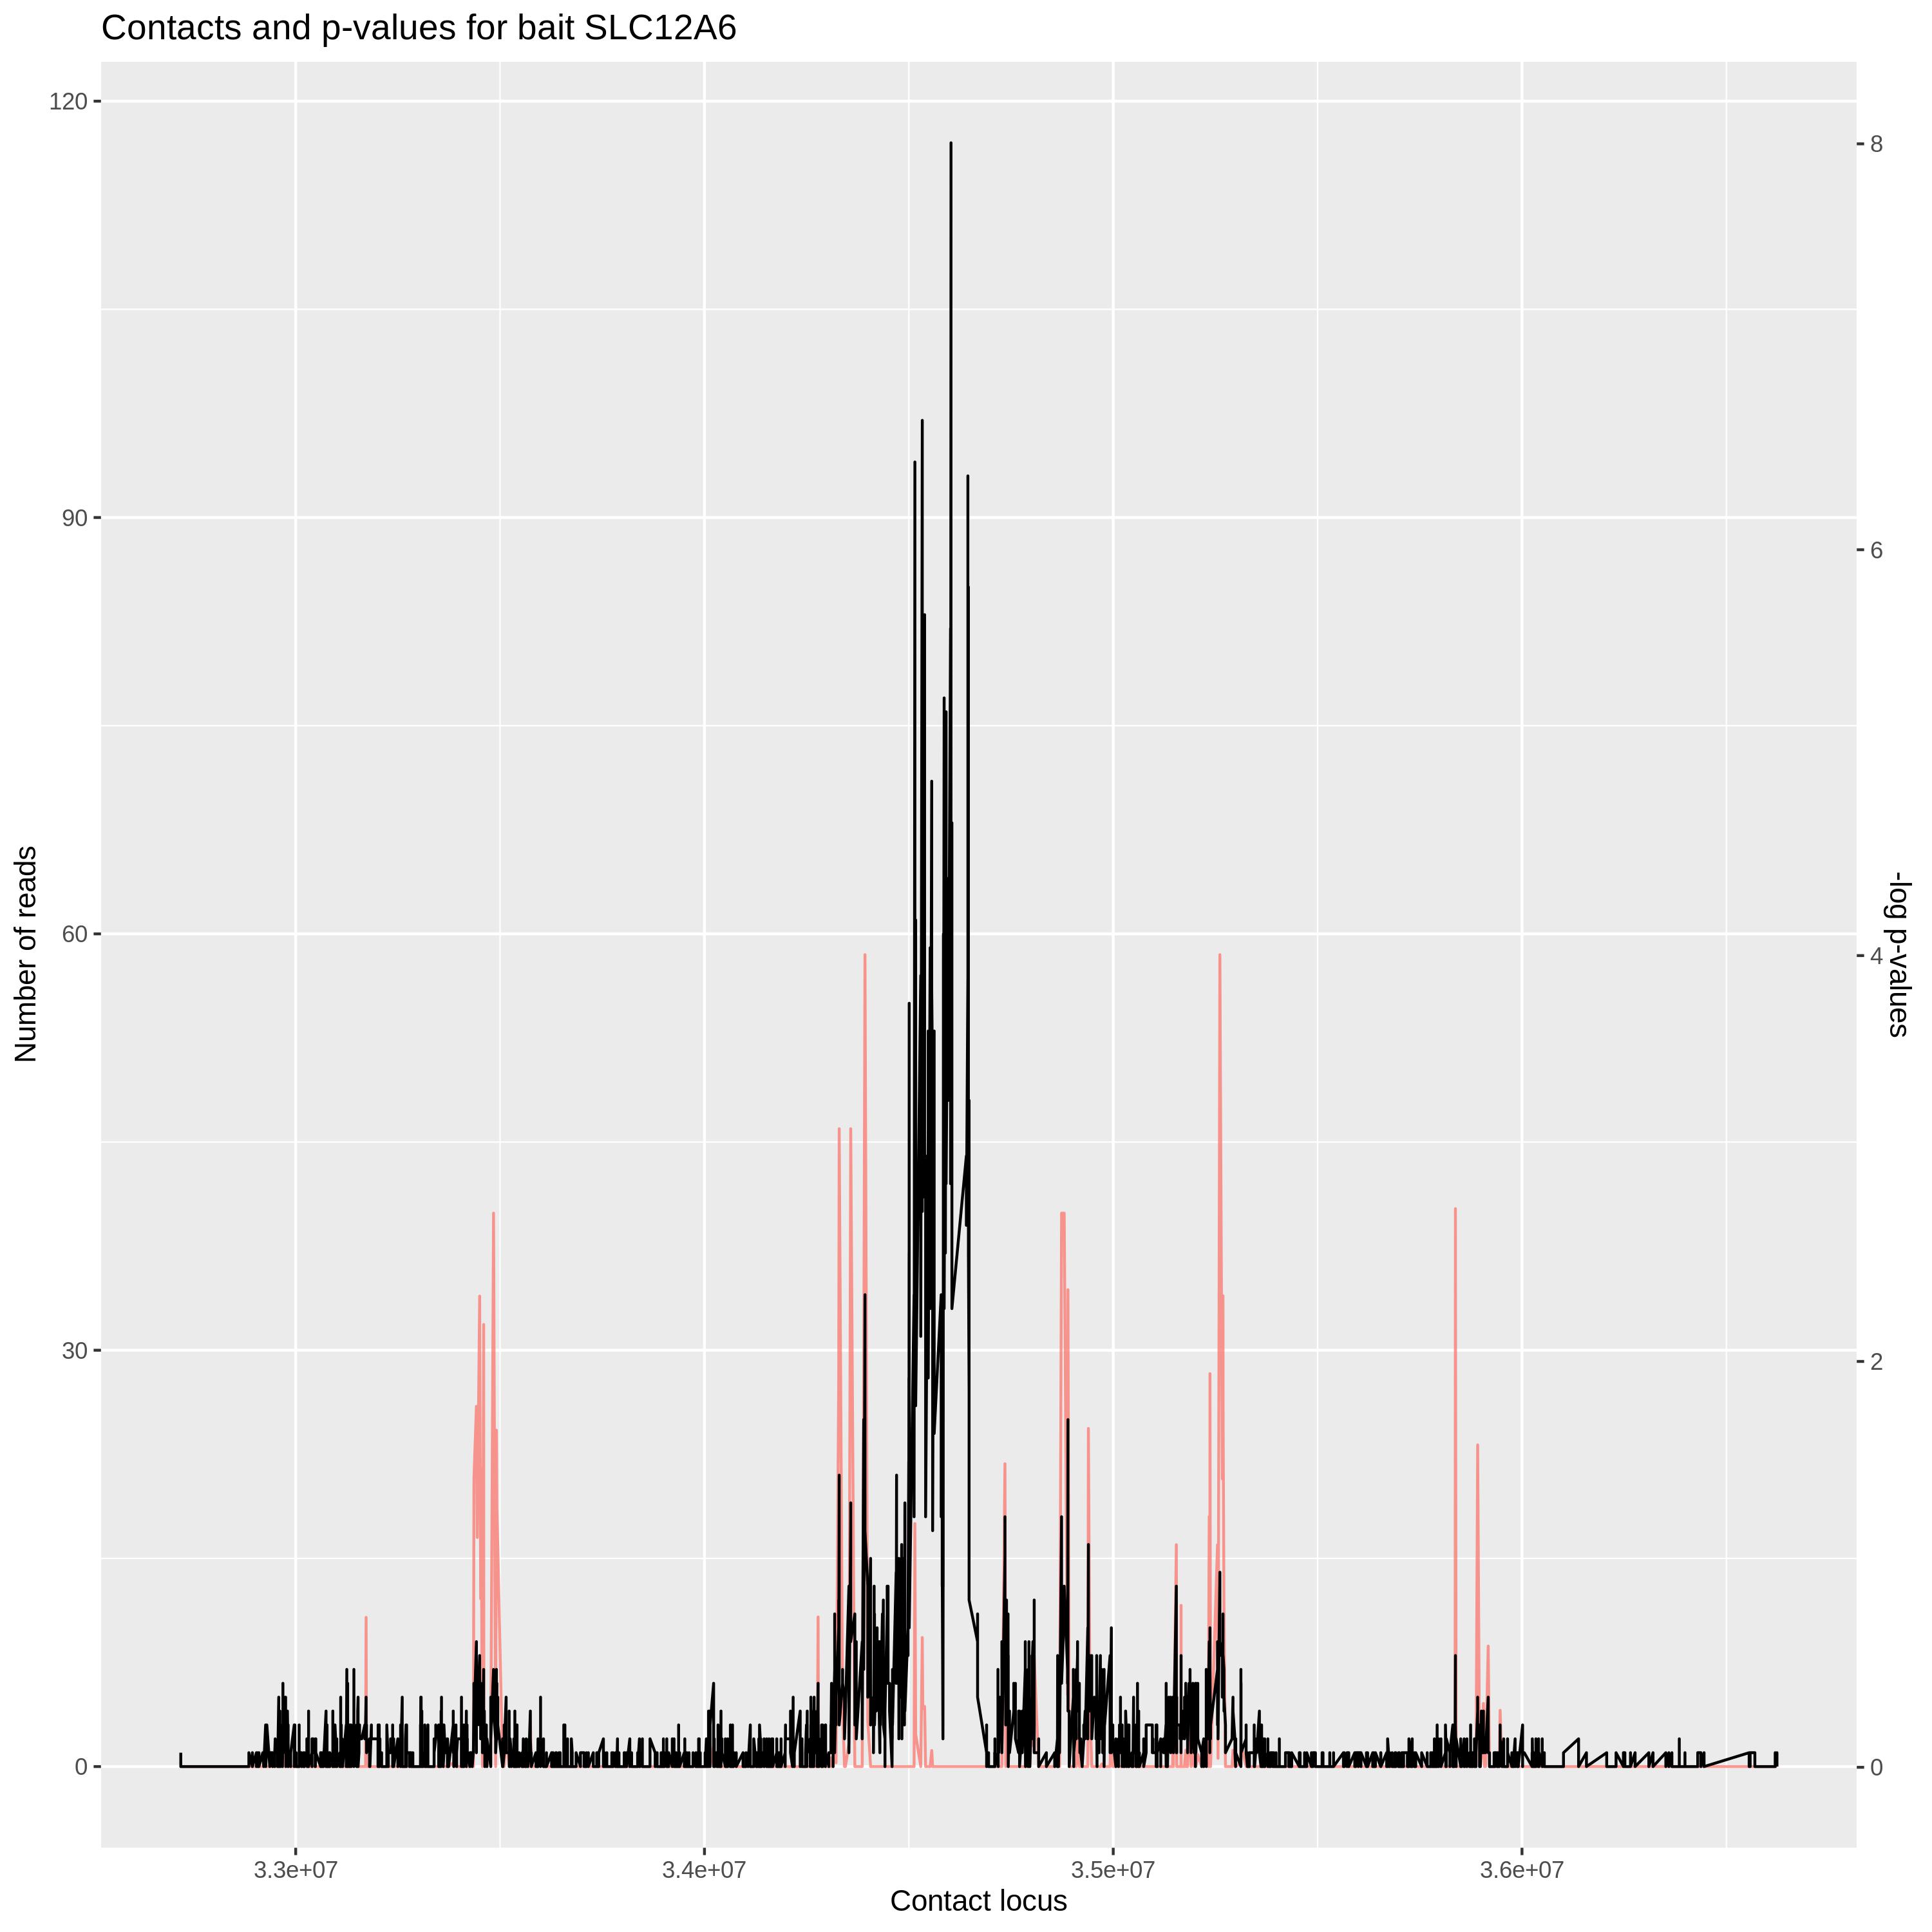 Contacts and p-values for bait SLC12A6
120
90
60
30
0
Number of reads
8
6
4
2
0
-log p-values
3.3e+07 3.4e+07 3.5e+07 3.6e+07
Contact locus